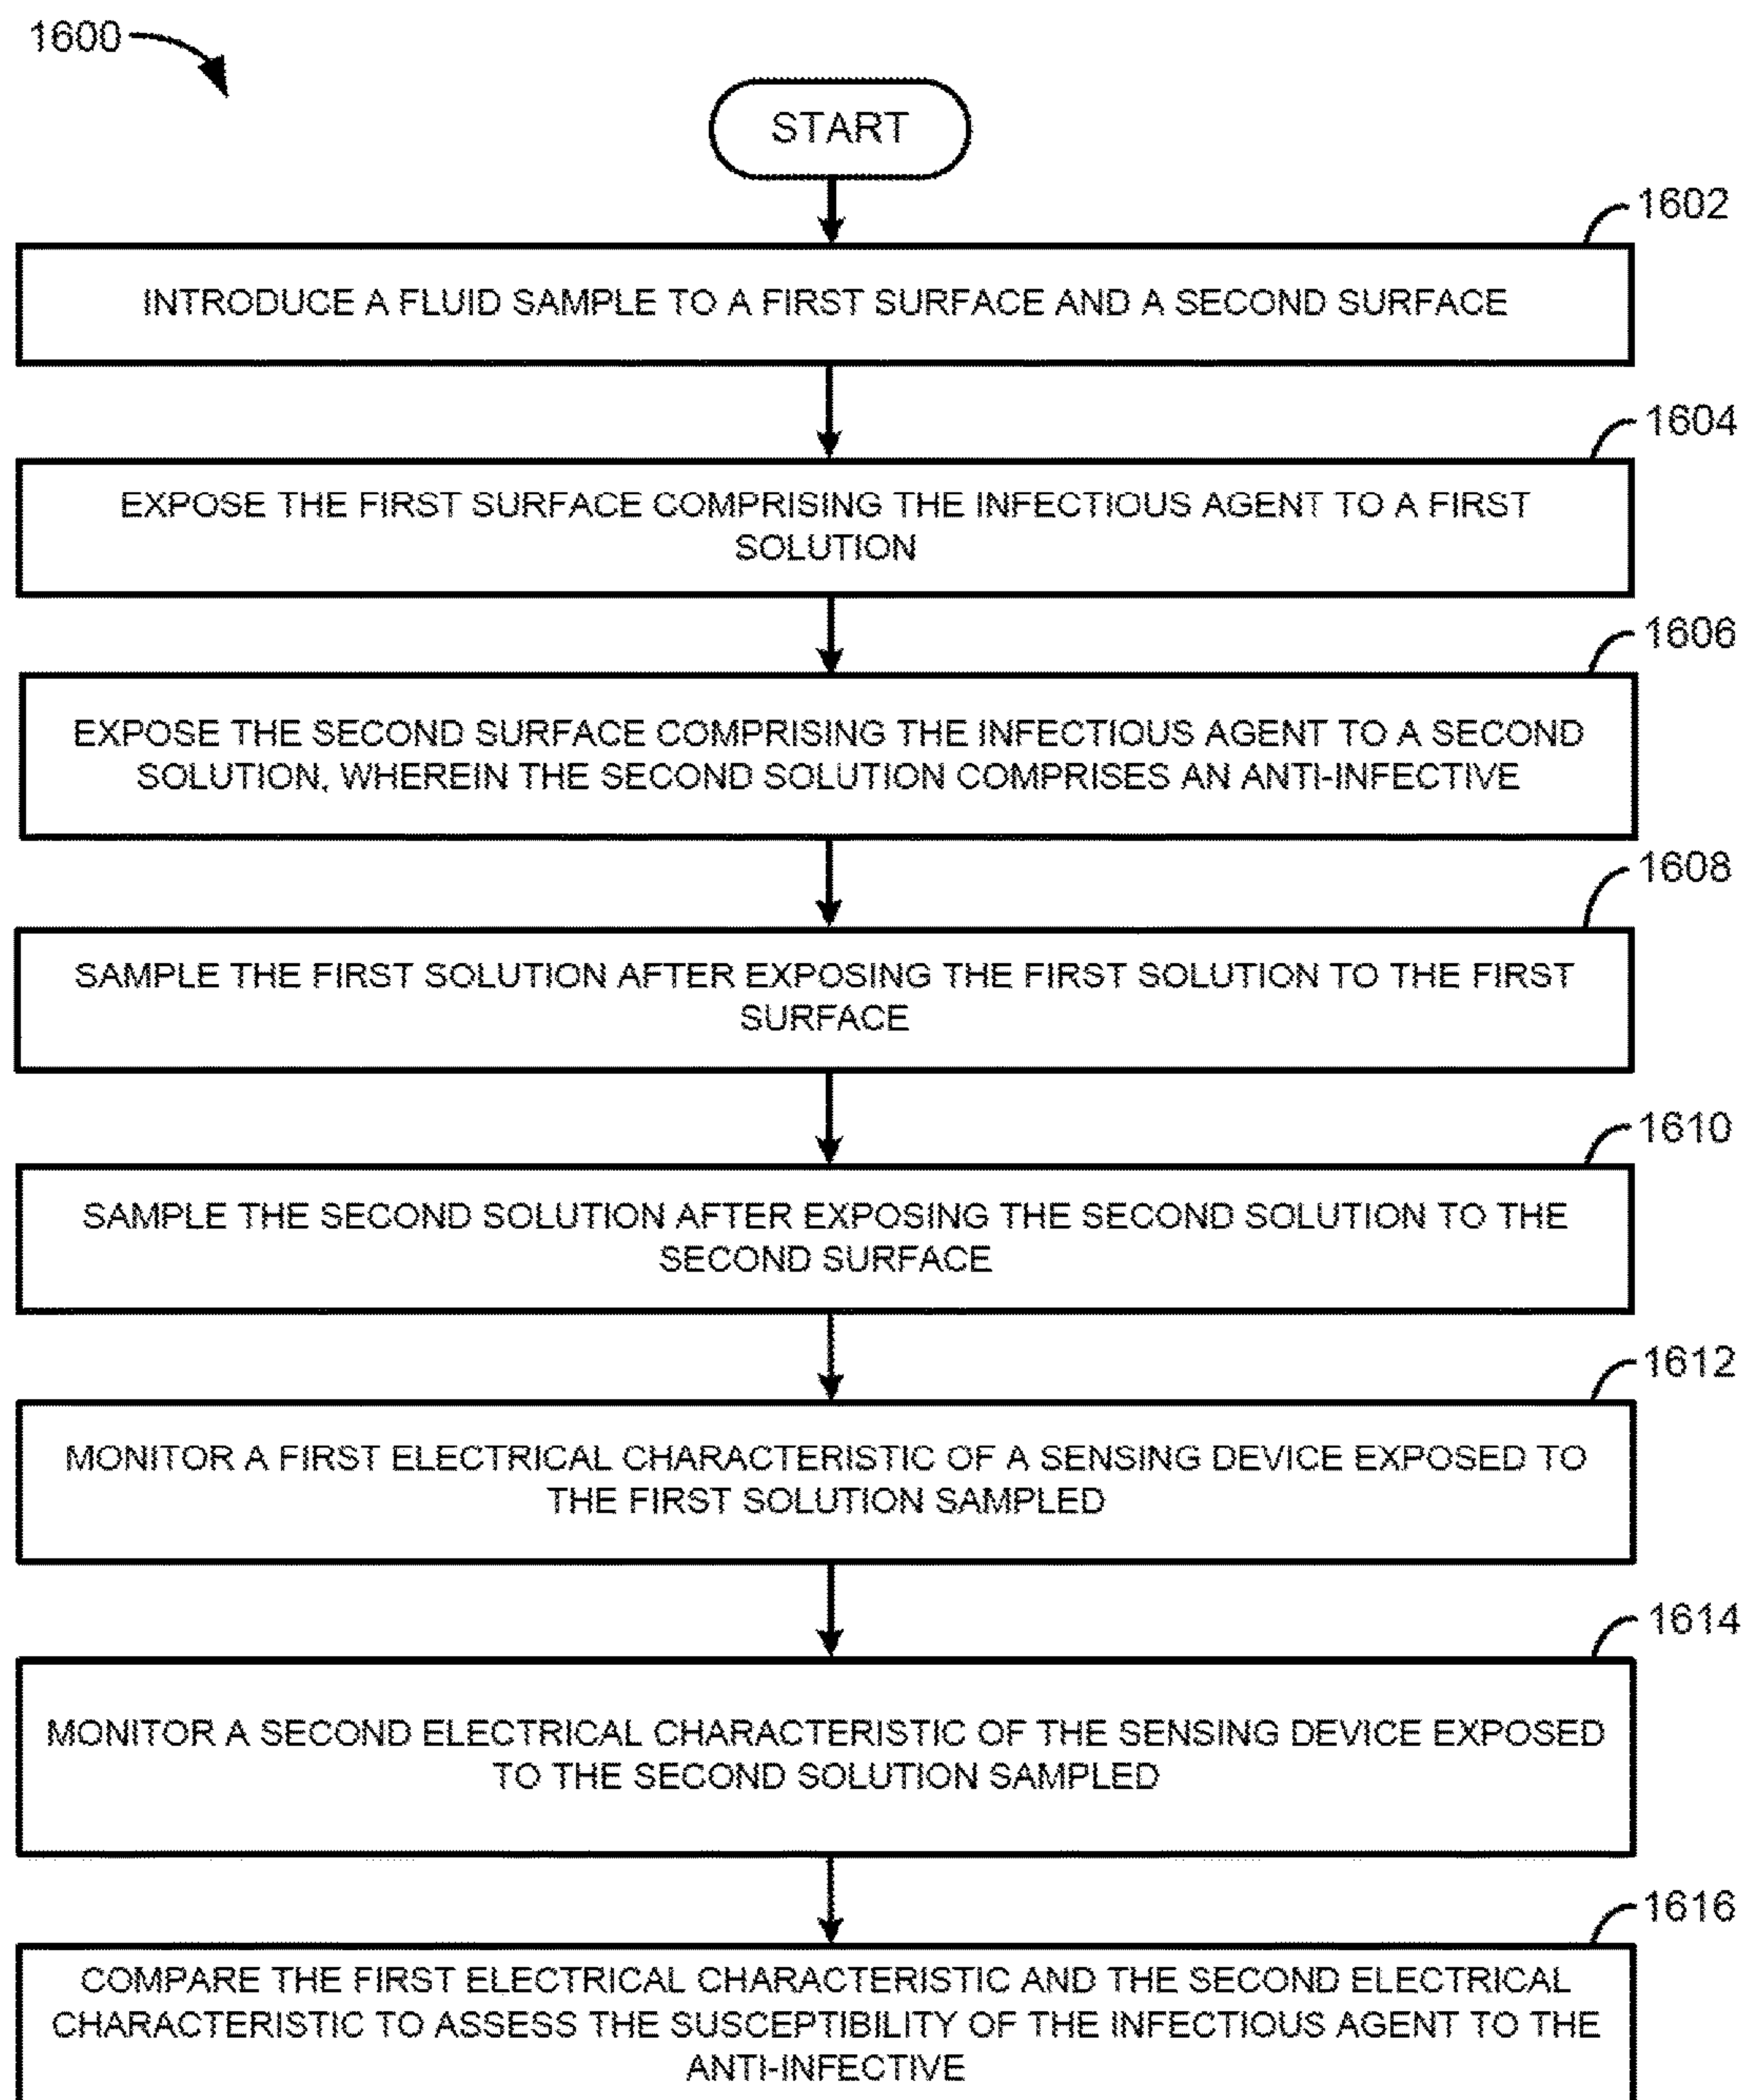 1600
START
1602
INTRODUCE A FLUID SAMPLE TO A FIRST SURFACE AND A SECOND SURFACE
1604
EXPOSE THE FIRST SURFACE COMPRISING THE INFECTIOUS AGENT TO A FIRST
SOLUTION
1606
EXPOSE THE SECOND SURFACE COMPRISING THE INFECTIOUS AGENT TO A SECOND
SOLUTION, WHEREIN THE SECOND SOLUTION COMPRISES AN ANTI-INFECTIVE
1608
SAMPLE THE FIRST SOLUTION AFTER EXPOSING THE FIRST SOLUTION TO THE FIRST
SURFACE
1610
SAMPLE THE SECOND SOLUTION AFTER EXPOSING THE SECOND SOLUTION TO THE
SECOND SURFACE
1612
MONITOR A FIRST ELECTRICAL CHARACTERISTIC OF A SENSING DEVICE EXPOSED TO
THE FIRST SOLUTION SAMPLED
1614
MONITOR A SECOND ELECTRICAL CHARACTERISTIC OF THE SENSING DEVICE EXPOSED
TO THE SECOND SOLUTION SAMPLED
1616
COMPARE THE FIRST ELECTRICAL CHARACTERISTIC AND THE SECOND ELECTRICAL
CHARACTERISTIC TO ASSESS THE SUSCEPTIBILITY OF THE INFECTIOUS AGENT TO THE
ANTI-INFECTIVE